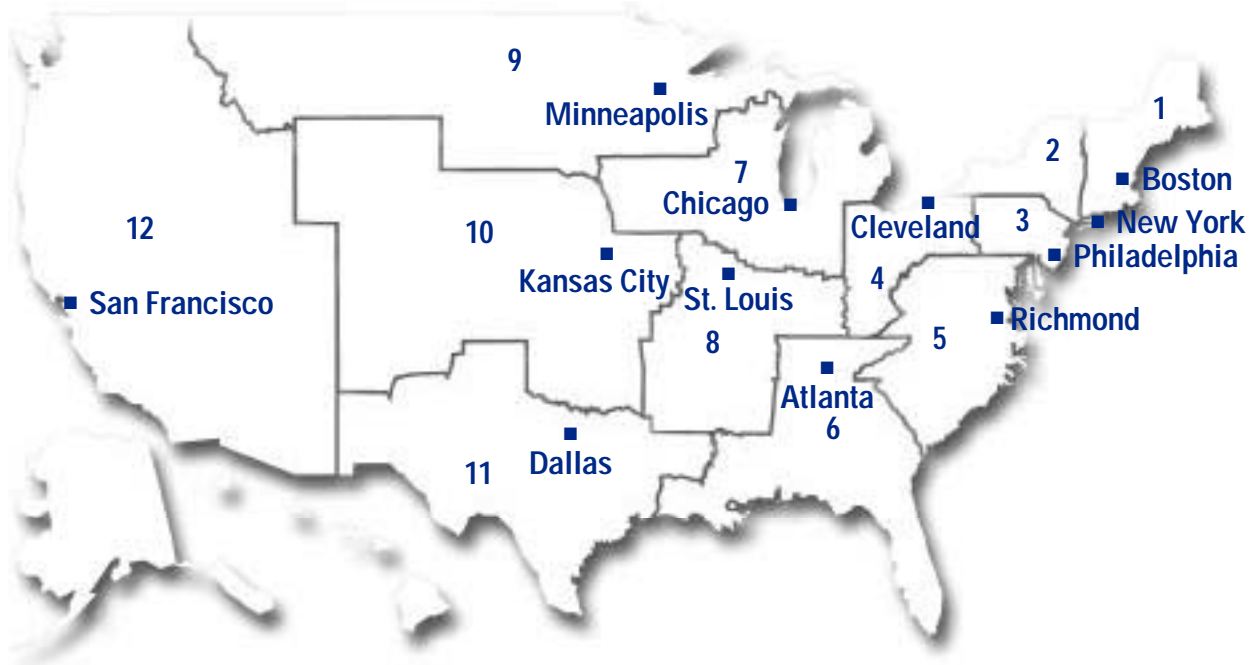 9
Minneapolis
1
2
7
Boston
Chicago
Cleveland
New York
3
12
10
Philadelphia
Kansas City
4
St. Louis
San Francisco
Richmond
8
5
Atlanta
6
Dallas
11